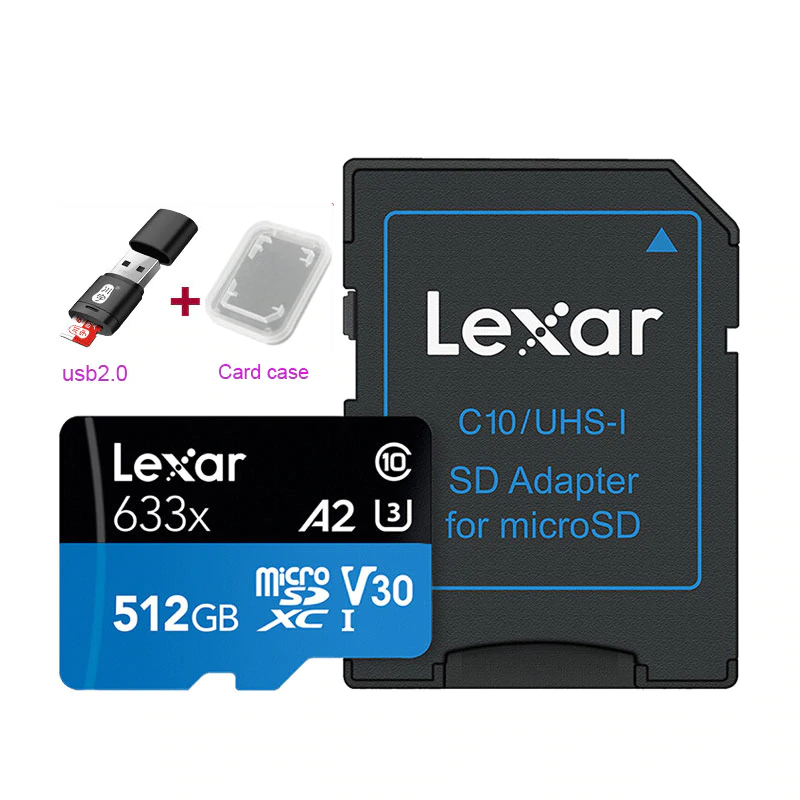 usb2.0
+
Card case
Lexar
C10/UHS-I
SD Adapter
for microSD
Lexar
10
633x
A2 3
512GB
micro
SD
XC I
V30